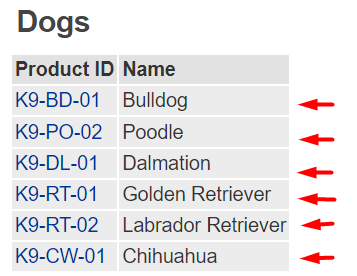 Dogs
Product ID Name
K9-BD-01 Bulldog
K9-PO-02 Poodle
K9-DL-01 Dalmation
K9-RT-01 Golden Retriever
K9-RT-02 Labrador Retriever
K9-CW-01 Chihuahua